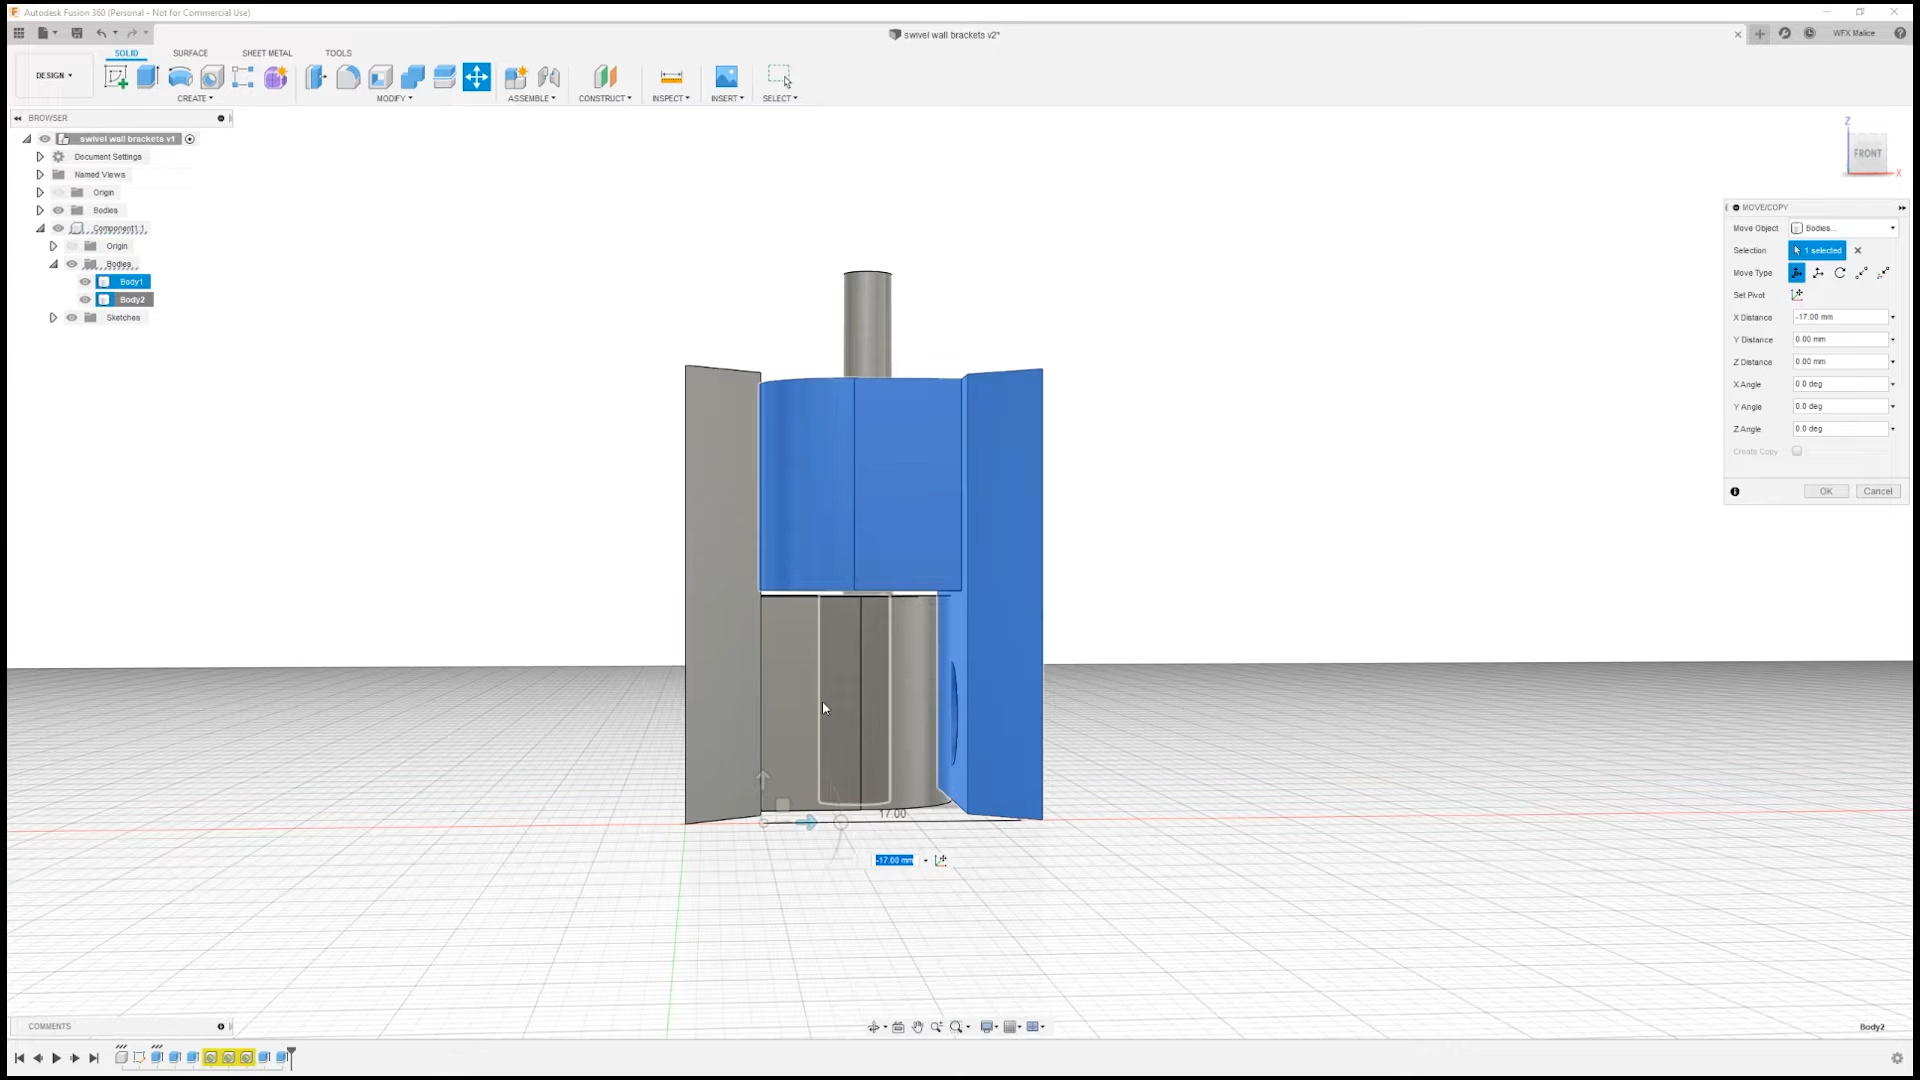 Autodesk Fusion 360 (Personal - Not for Commercial Use)
swivel wall brackets v2*
WFX Malice
SOLID SURFACE SHEET METAL TOOLS
DESIGN
CREATE MODIFY ASSEMBLE CONSTRUCT INSPECT INSERT SELECT
BROWSER
swivel wall brackets v1
Document Settings
Named Views
Origin
Bodies
Component1:1
Origin
Bodies
Body1
Body2
Sketches
Z
FRONT
X
MOVE/COPY
Move Object Bodies...
Selection 1 selected
Move Type
Set Pivot
X Distance -17.00 mm
Y Distance 0.00 mm
Z Distance 0.00 mm
X Angle 0.0 deg
Y Angle 0.0 deg
Z Angle 0.0 deg
Create Copy
OK Cancel
17.00
-17.00 mm
COMMENTS
Body2